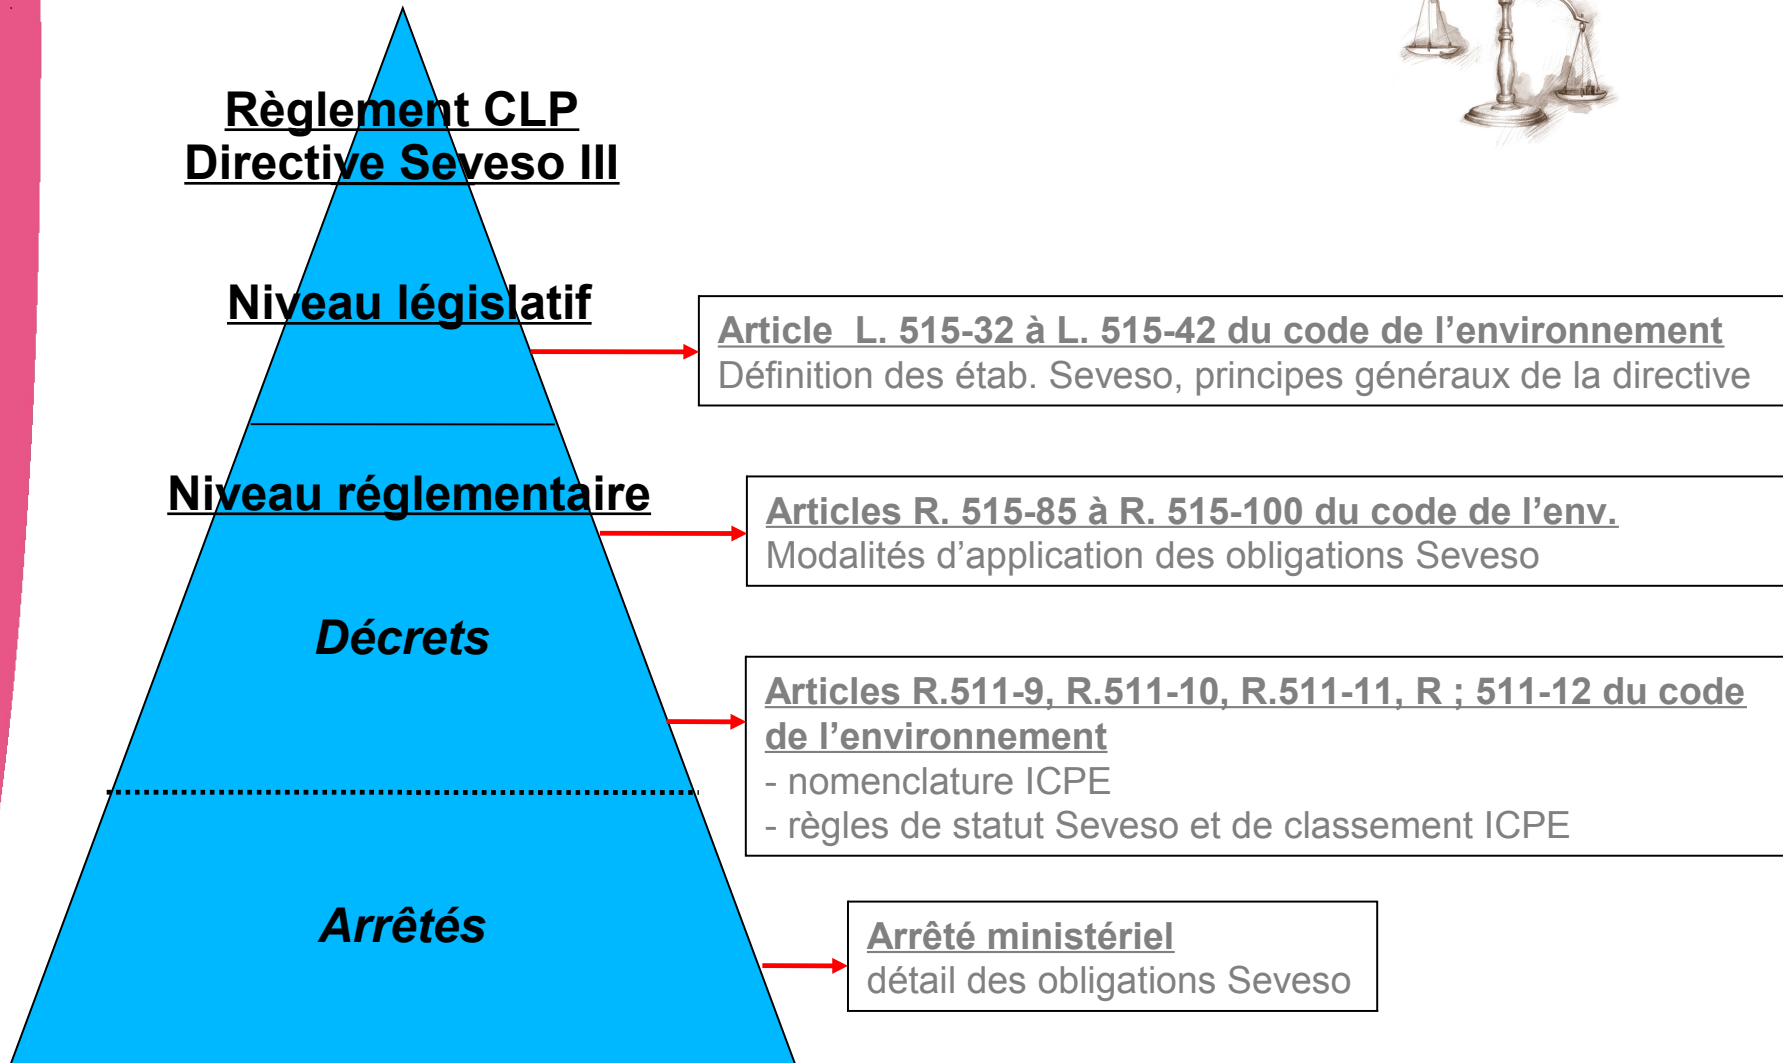 Règlement CLP
Directive Seveso III
Niveau législatif
Article  L. 515-32 à L. 515-42 du code de l’environnement
Définition des étab. Seveso, principes généraux de la directive
Niveau réglementaire
Articles R. 515-85 à R. 515-100 du code de l’env.
Modalités d’application des obligations Seveso
Décrets
Articles R.511-9, R.511-10, R.511-11, R ; 511-12 du code
de l’environnement
- nomenclature ICPE
- règles de statut Seveso et de classement ICPE
Arrêtés
Arrêté ministériel
détail des obligations Seveso